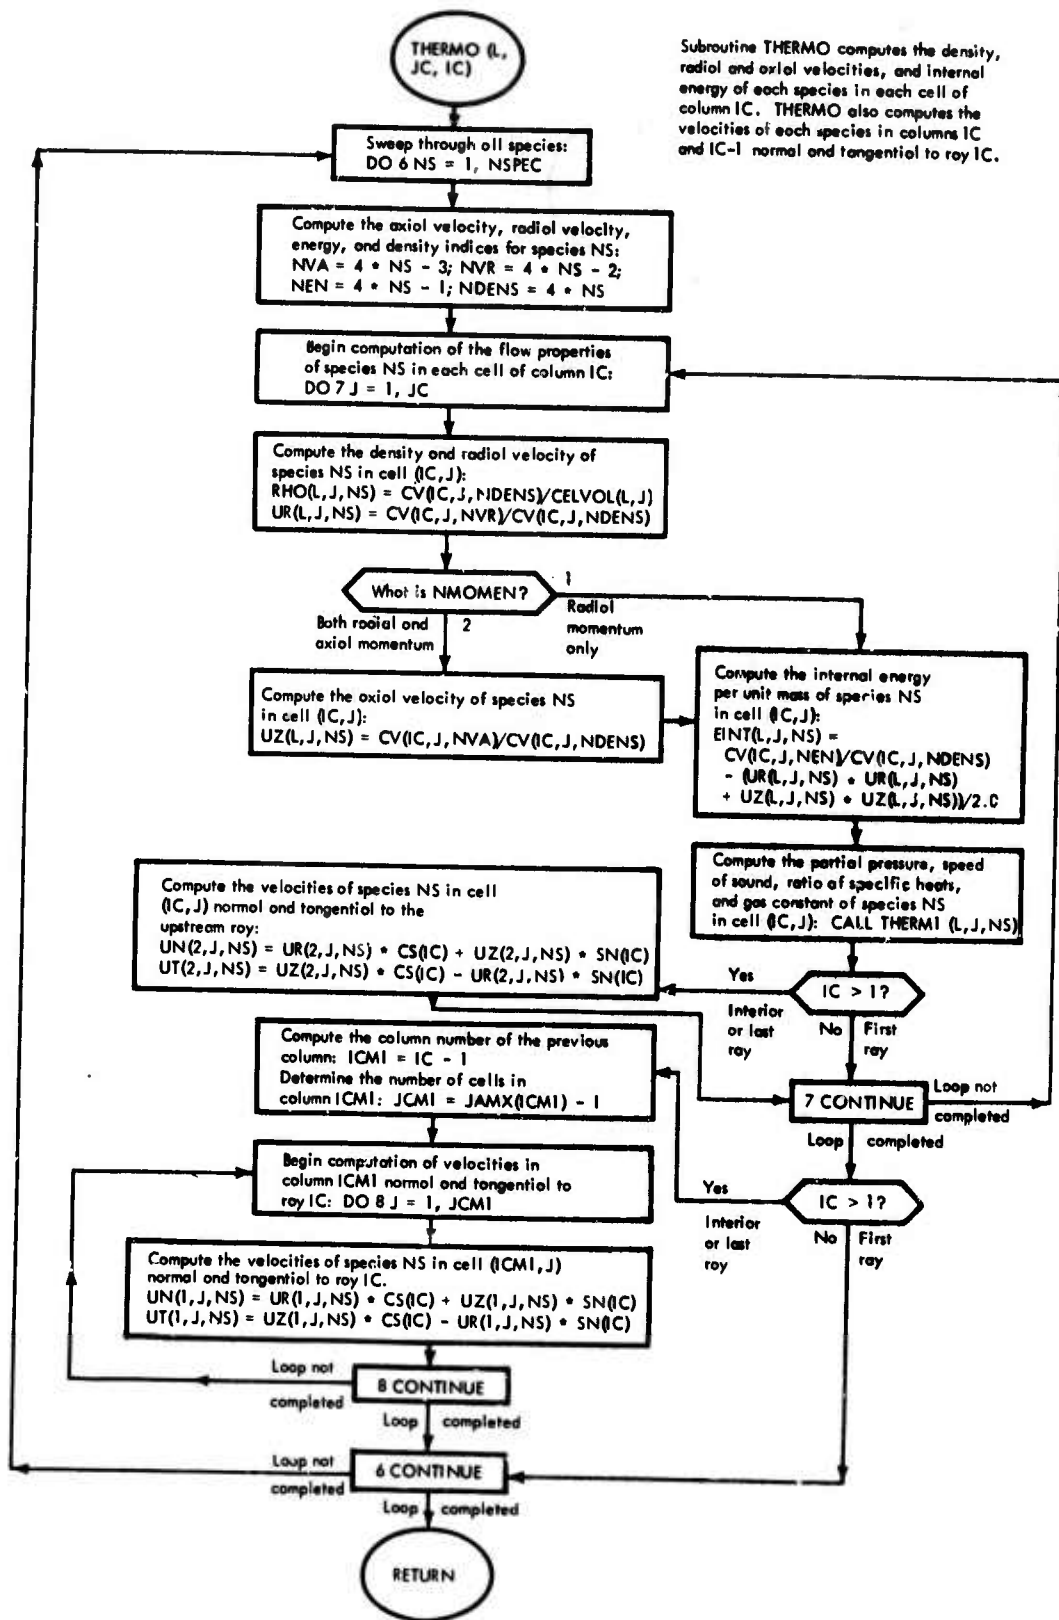 THERMO (L,
JC, IC)
Subroutine THERMO computes the density,
radial and axial velocities, and internal
energy of each species in each cell of
column IC. THERMO also computes the
velocities of each species in columns IC
and IC-1 normal and tangential to ray IC.
Sweep through all species:
DO 6 NS = 1, NSPEC
Compute the axial velocity, radial velocity,
energy, and density indices for species NS:
NVA = 4 * NS - 3; NVR = 4 * NS - 2;
NEN = 4 * NS - 1; NDENS = 4 * NS
Begin computation of the flow properties
of species NS in each cell of column IC:
DO 7 J = 1, JC
Compute the density and radial velocity of
species NS in cell (IC,J):
RHO(L,J,NS) = CV(IC,J,NDENS)/CELVOL(L,J)
UR(L,J,NS) = CV(IC,J,NVR)/CV(IC,J,NDENS)
What is NMOMEN?
1
Radial
momentum
only
Both radial and
axial momentum
2
Compute the axial velocity of species NS
in cell (IC,J):
UZ(L,J,NS) = CV(IC,J,NVA)/CV(IC,J,NDENS)
Compute the internal energy
per unit mass of species NS
in cell (IC,J):
EINT(L,J,NS) =
CV(IC,J,NEN)/CV(IC,J,NDENS)
- (UR(L,J,NS) * UR(L,J,NS)
+ UZ(L,J,NS) * UZ(L,J,NS))/2.0
Compute the partial pressure, speed
of sound, ratio of specific heats,
and gas constant of species NS
in cell (IC,J): CALL THERM1 (L,J,NS)
IC > 1?
Yes
Interior
or last
ray
No
First
ray
Compute the velocities of species NS in cell
(IC,J) normal and tangential to the
upstream ray:
UN(2,J,NS) = UR(2,J,NS) * CS(IC) + UZ(2,J,NS) * SN(IC)
UT(2,J,NS) = UZ(2,J,NS) * CS(IC) - UR(2,J,NS) * SN(IC)
7 CONTINUE
Loop not
completed
Loop completed
IC > 1?
Yes
Interior
or last
ray
No
First
ray
Compute the column number of the previous
column: ICM1 = IC - 1
Determine the number of cells in
column ICM1: JCM1 = JAMX(ICM1) - 1
Begin computation of velocities in
column ICM1 normal and tangential to
ray IC: DO 8 J = 1, JCM1
Compute the velocities of species NS in cell (ICM1,J)
normal and tangential to ray IC.
UN(1,J,NS) = UR(1,J,NS) * CS(IC) + UZ(1,J,NS) * SN(IC)
UT(1,J,NS) = UZ(1,J,NS) * CS(IC) - UR(1,J,NS) * SN(IC)
Loop not
completed
8 CONTINUE
Loop completed
Loop not
completed
6 CONTINUE
Loop completed
RETURN